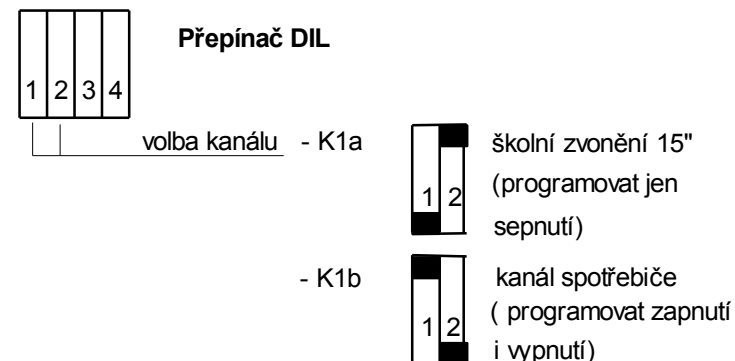 Přepínač DIL
1 2 3 4
volba kanálu - K1a
1 2
školní zvonění 15"
(programovat jen
sepnutí)
- K1b
1 2
kanál spotřebiče
( programovat zapnutí
i vypnutí)